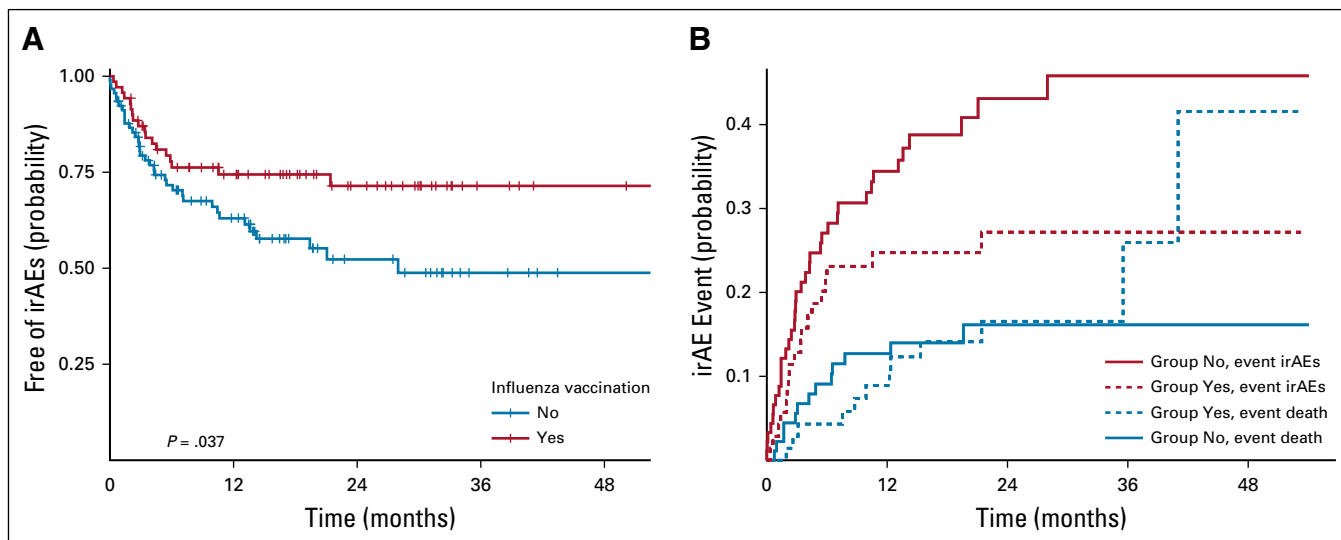 A
Free of irAEs (probability)
1.00
0.75
0.50
0.25
Influenza vaccination
No
Yes
P = .037
0 12 24 36 48
Time (months)
B
irAE Event (probability)
0.4
0.3
0.2
0.1
Group No, event irAEs
Group Yes, event irAEs
Group Yes, event death
Group No, event death
0 12 24 36 48
Time (months)